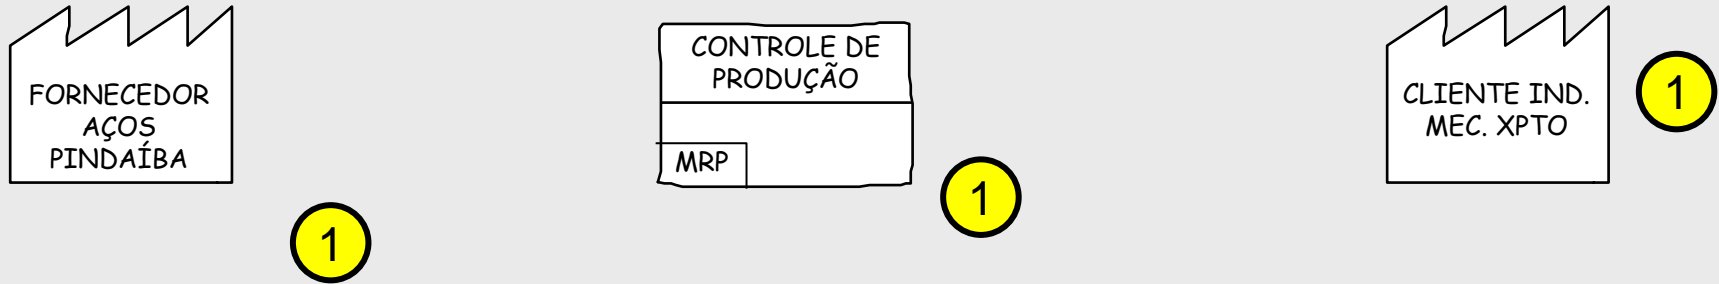 FORNECEDOR
AÇOS
PINDAÍBA
1
CONTROLE DE
PRODUÇÃO
MRP
1
CLIENTE IND.
MEC. XPTO
1